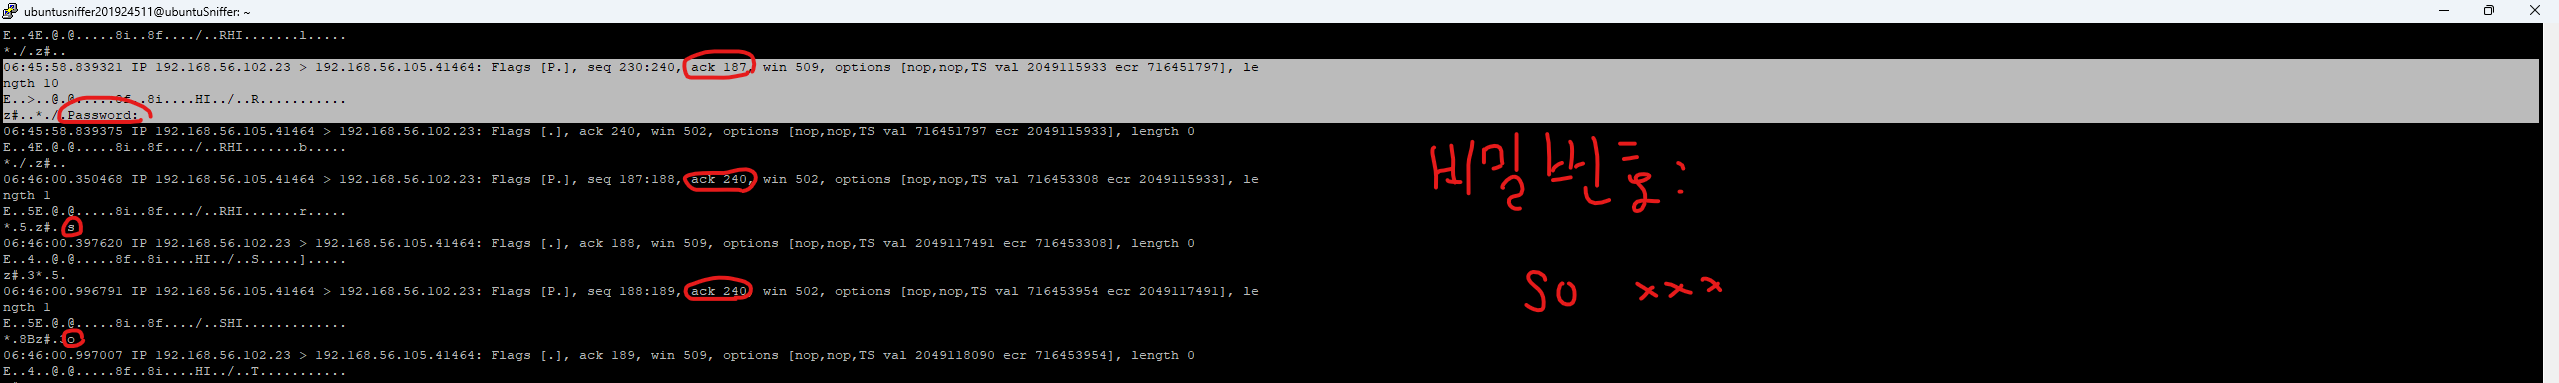 ubuntusniffer201924511@ubuntuSniffer: ~
E..4E.@.@.....8i..8f..../..RHI.......l.....
*./.z#..
06:45:58.839321 IP 192.168.56.102.23 > 192.168.56.105.41464: Flags [P.], seq 230:240, ack 187, win 509, options [nop,nop,TS val 2049115933 ecr 716451797], le
ngth 10
E..>..@.@.....8f..8i....HI../..R...........
z#..*./.Password:
06:45:58.839375 IP 192.168.56.105.41464 > 192.168.56.102.23: Flags [.], ack 240, win 502, options [nop,nop,TS val 716451797 ecr 2049115933], length 0
E..4E.@.@.....8i..8f..../..RHI.......b.....
*./.z#..
06:46:00.350468 IP 192.168.56.105.41464 > 192.168.56.102.23: Flags [P.], seq 187:188, ack 240, win 502, options [nop,nop,TS val 716453308 ecr 2049115933], le
ngth 1
E..5E.@.@.....8i..8f..../..RHI.......r.....
*.5.z#..s
06:46:00.397620 IP 192.168.56.102.23 > 192.168.56.105.41464: Flags [.], ack 188, win 509, options [nop,nop,TS val 2049117491 ecr 716453308], length 0
E..4..@.@.....8f..8i....HI../..S.....].....
z#.3*.5.
06:46:00.996791 IP 192.168.56.105.41464 > 192.168.56.102.23: Flags [P.], seq 188:189, ack 240, win 502, options [nop,nop,TS val 716453954 ecr 2049117491], le
ngth 1
E..5E.@.@.....8i..8f..../..SHI.............
*.8Bz#.3o
06:46:00.997007 IP 192.168.56.102.23 > 192.168.56.105.41464: Flags [.], ack 189, win 509, options [nop,nop,TS val 2049118090 ecr 716453954], length 0
E..4..@.@.....8f..8i....HI../..T...........
비밀번호:
so xxx